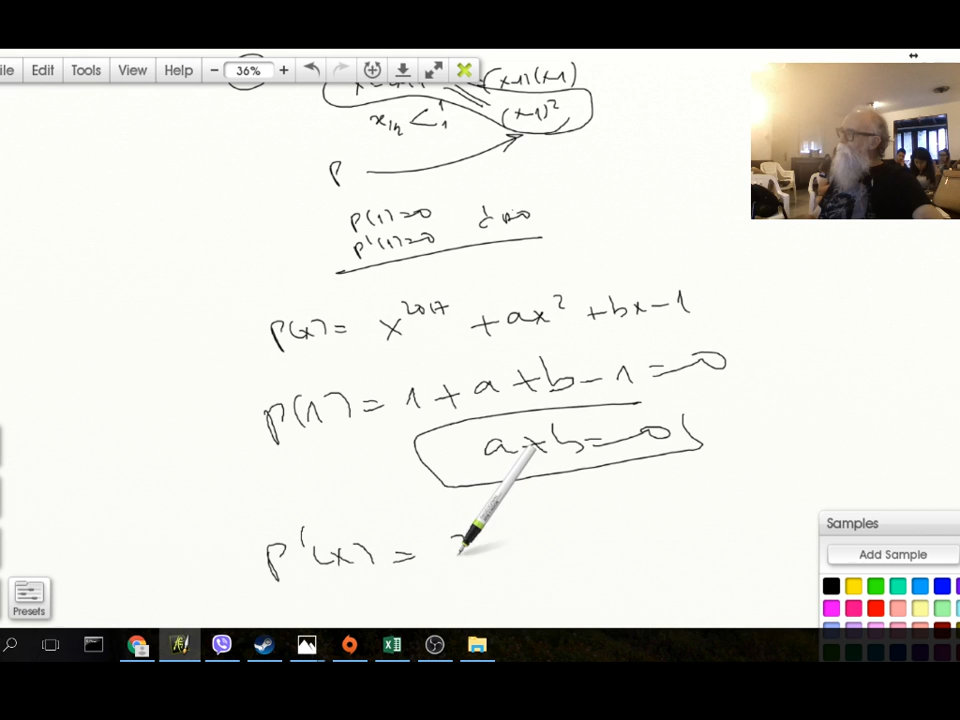 File Edit Tools View Help − 36% +
(x-1)(x-1)
x₁/₂ < 1 (x-1)²
P
P(1)=0
P'(1)=0
P(x)= x²⁰¹⁷ +ax² +bx-1
P(1)= 1+a+b-1=0
a+b=0
P'(x) =
Presets
Samples
Add Sample